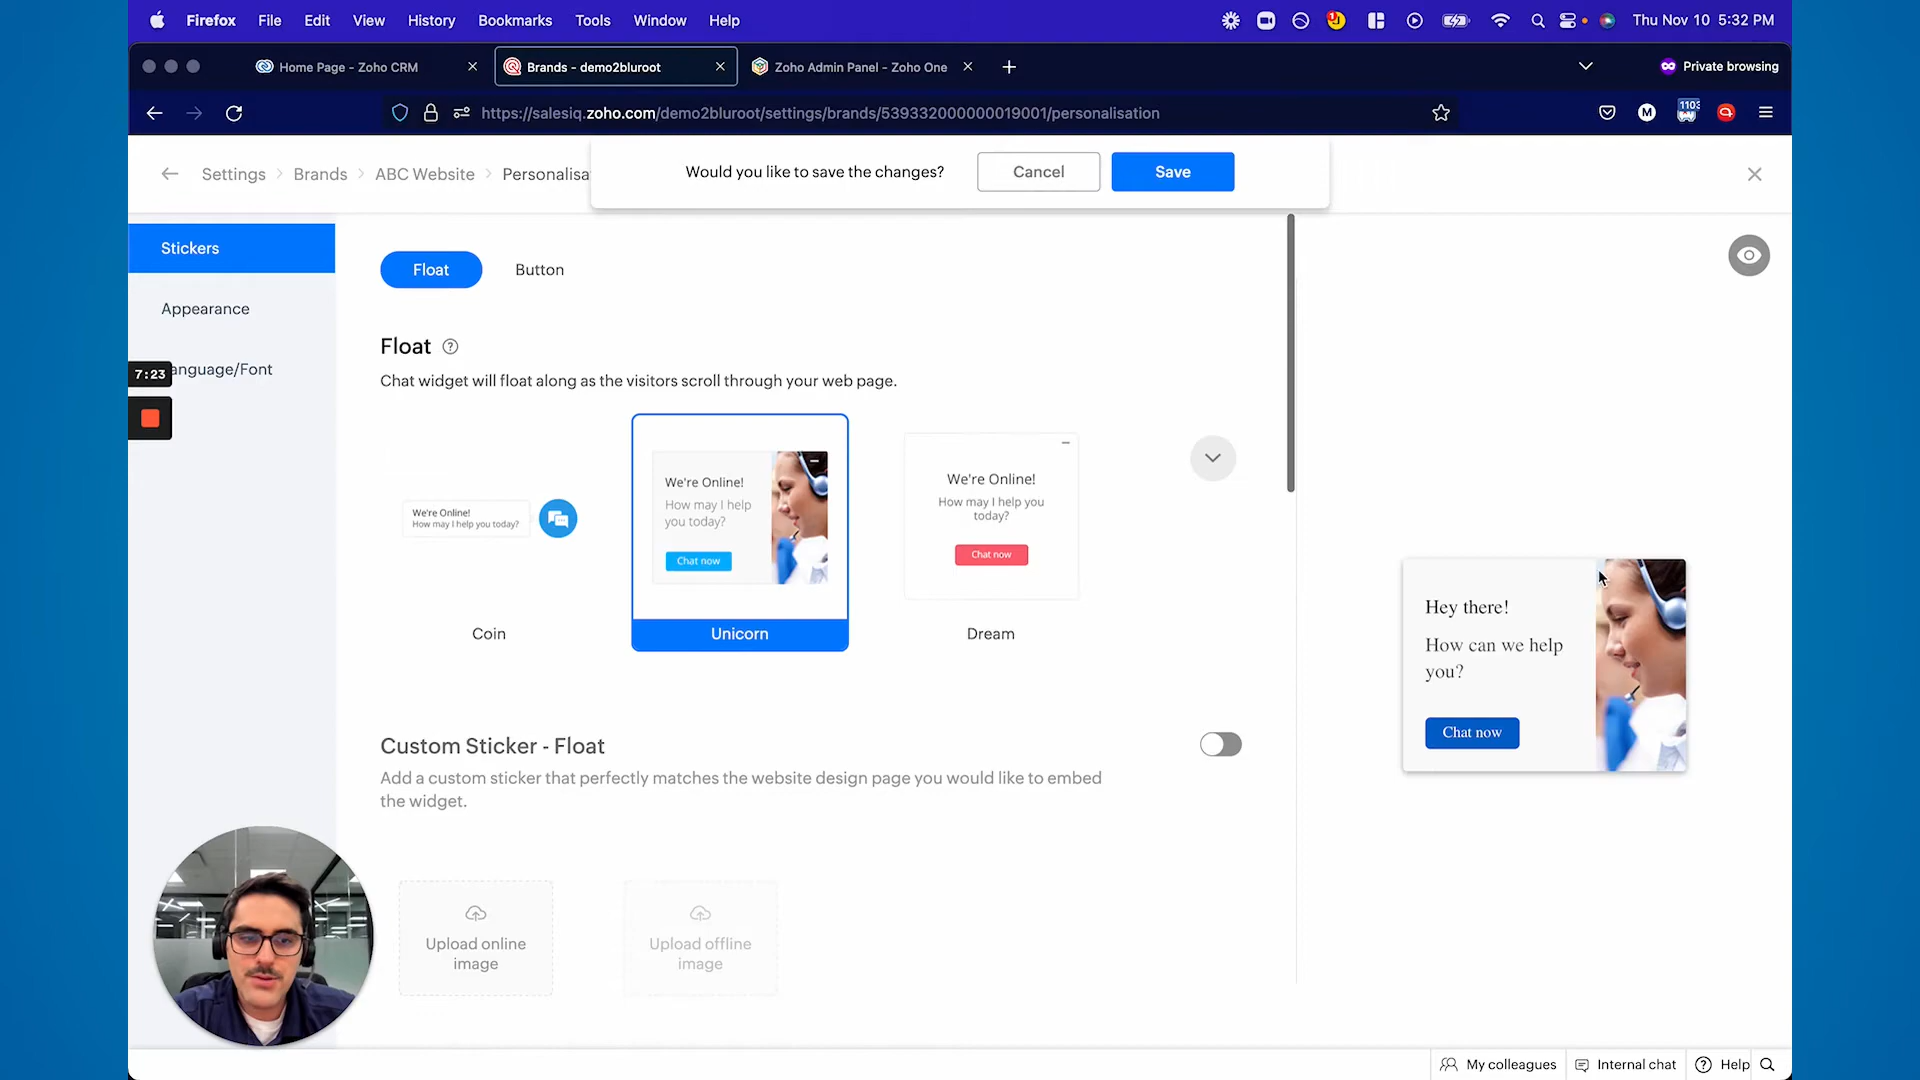 Firefox File Edit View History Bookmarks Tools Window Help Thu Nov 10 5:32 PM
Home Page - Zoho CRM Brands - demo2bluroot Zoho Admin Panel - Zoho One Private browsing
https://salesiq.zoho.com/demo2bluroot/settings/brands/539332000000019001/personalisation
1103
M
Settings > Brands > ABC Website > Personalisa
Would you like to save the changes? Cancel Save
Stickers
Appearance
anguage/Font
7:23
Float Button
Float
Chat widget will float along as the visitors scroll through your web page.
We're Online!
How may I help you today?
Coin
We're Online!
How may I help
you today?
Chat now
Unicorn
We're Online!
How may I help you
today?
Chat now
Dream
Custom Sticker - Float
Add a custom sticker that perfectly matches the website design page you would like to embed
the widget.
Upload online
image
Upload offline
image
Hey there!
How can we help
you?
Chat now
My colleagues Internal chat Help